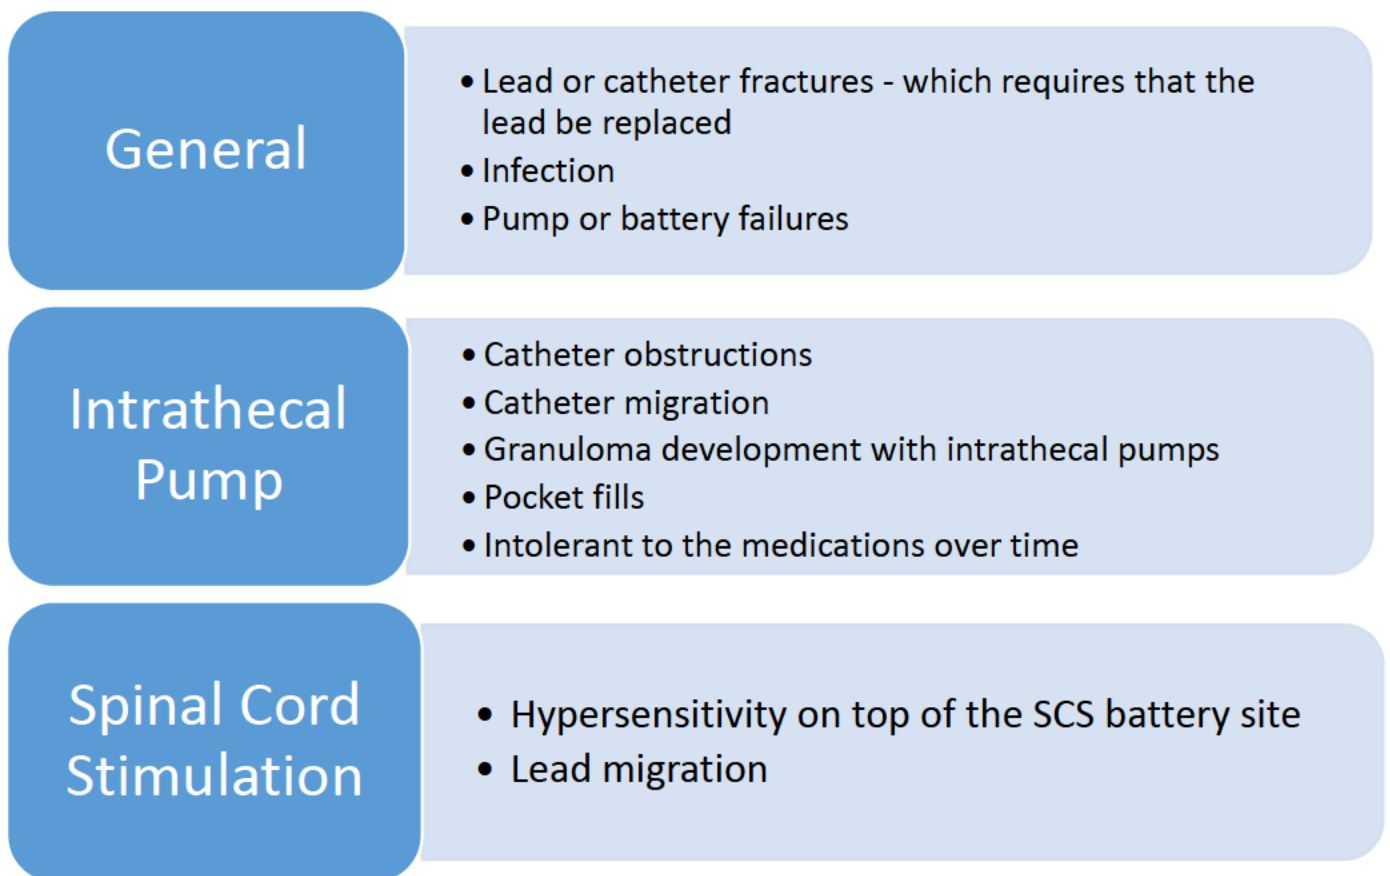 General
• Lead or catheter fractures - which requires that the
lead be replaced
• Infection
• Pump or battery failures
Intrathecal
Pump
• Catheter obstructions
• Catheter migration
• Granuloma development with intrathecal pumps
• Pocket fills
• Intolerant to the medications over time
Spinal Cord
Stimulation
• Hypersensitivity on top of the SCS battery site
• Lead migration